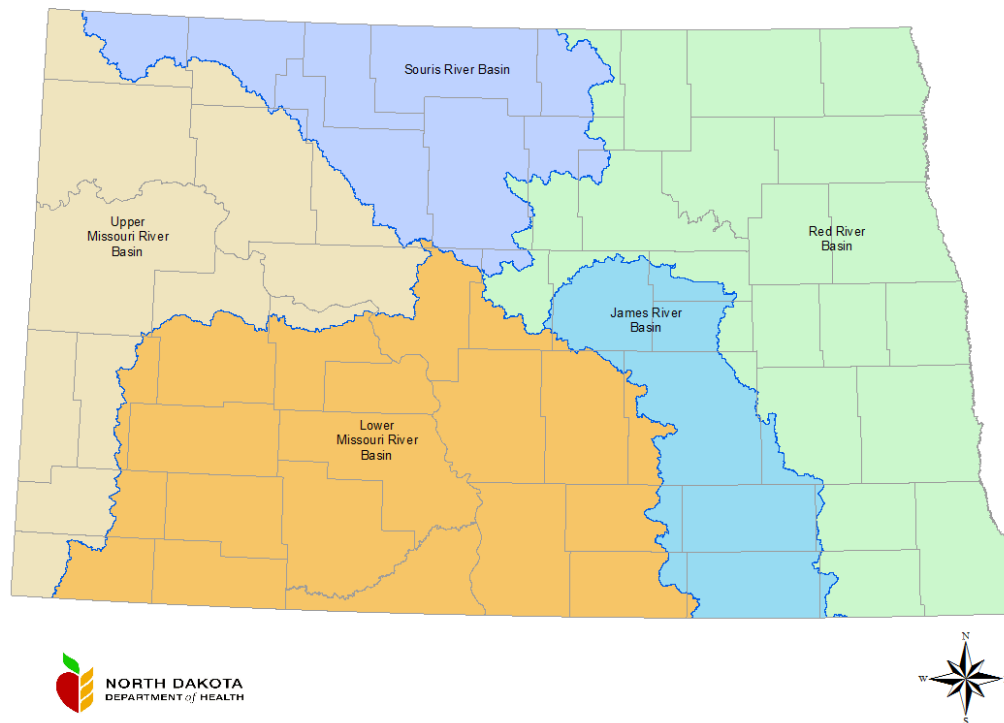 Souris River Basin
Upper
Missouri River
Basin
Red River
Basin
James River
Basin
Lower
Missouri River
Basin
NORTH DAKOTA
DEPARTMENT of HEALTH
N
W
E
S